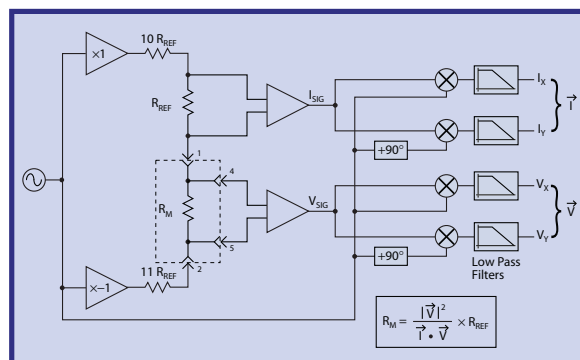 ×1
10 R_REF
R_REF
I_SIG
1
4
R_M
5
2
V_SIG
×−1
11 R_REF
I_X
I_Y
+90°
I
V_X
V_Y
+90°
V
Low Pass
Filters
R_M = |V|² / I • V × R_REF